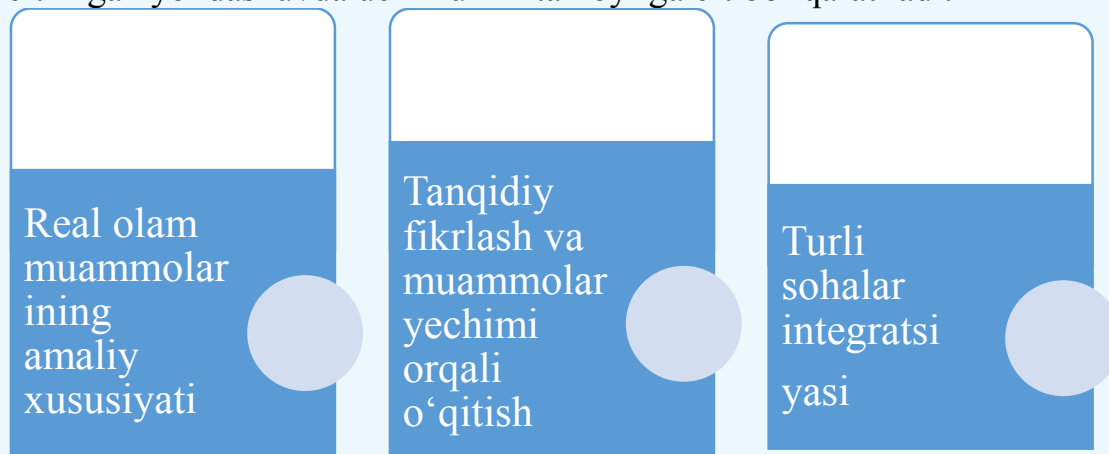 Real olam
muammolar
ining
amaliy
xususiyati
Tanqidiy
fikrlash va
muammolar
yechimi
orqali
o‘qitish
Turli
sohalar
integratsi
yasi